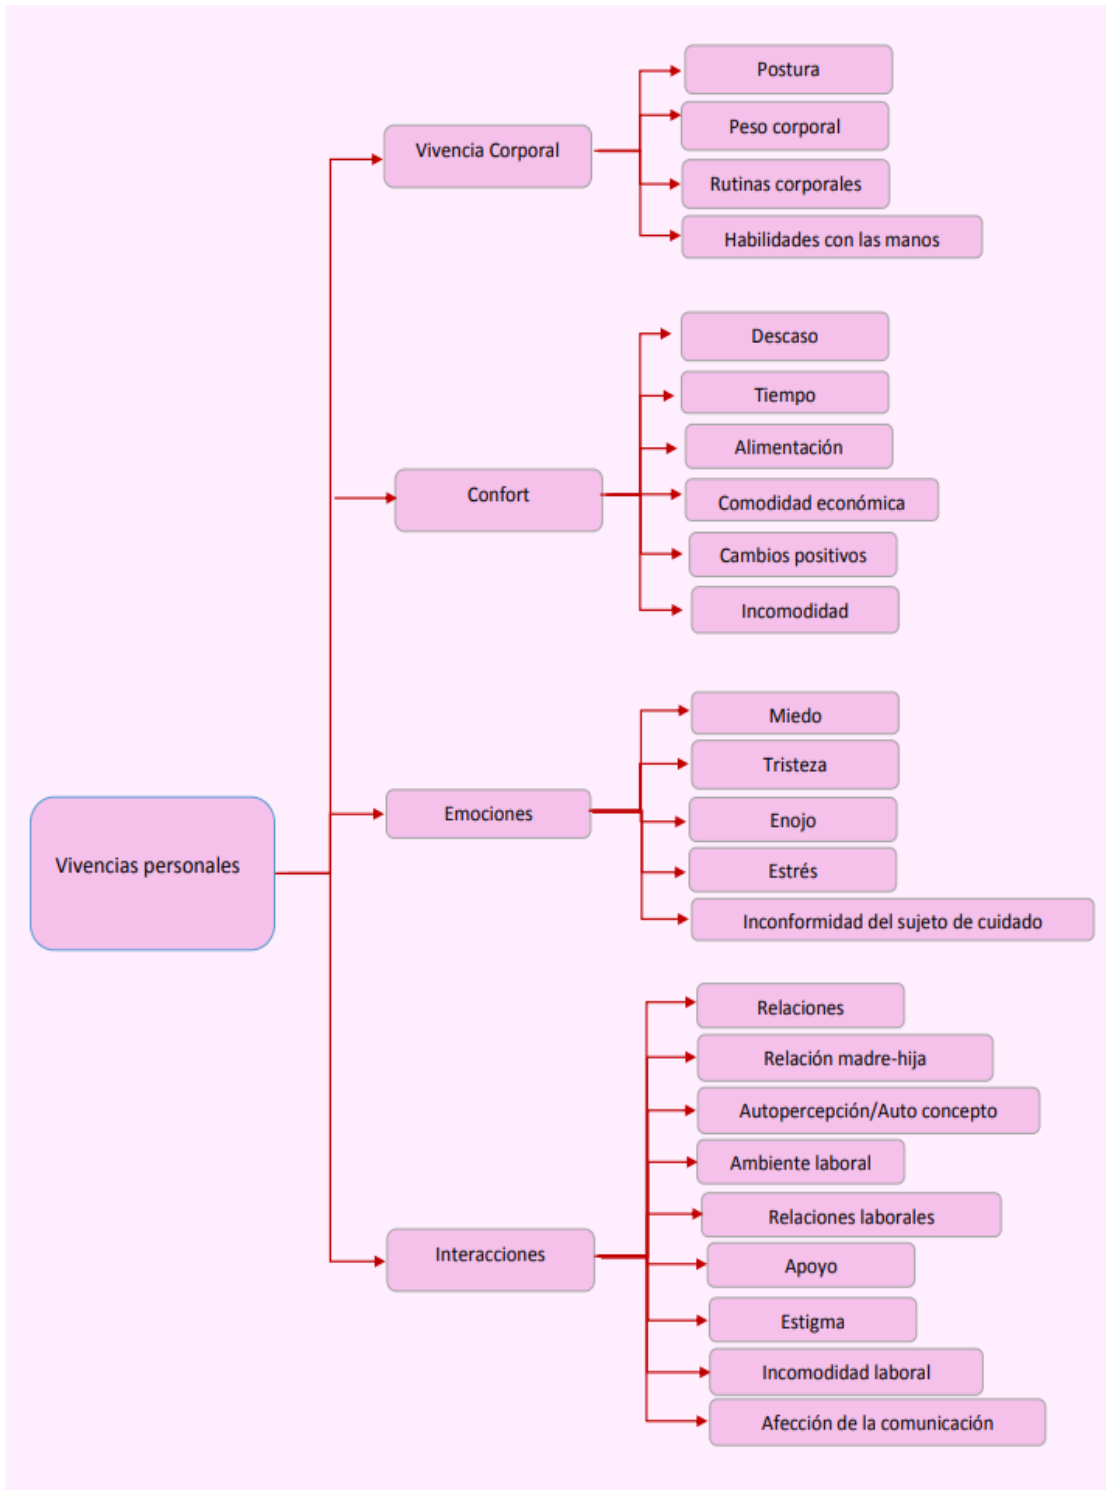 Vivencias personales
Vivencia Corporal
Postura
Peso corporal
Rutinas corporales
Habilidades con las manos
Confort
Descaso
Tiempo
Alimentación
Comodidad económica
Cambios positivos
Incomodidad
Emociones
Miedo
Tristeza
Enojo
Estrés
Inconformidad del sujeto de cuidado
Interacciones
Relaciones
Relación madre-hija
Autopercepción/Auto concepto
Ambiente laboral
Relaciones laborales
Apoyo
Estigma
Incomodidad laboral
Afección de la comunicación